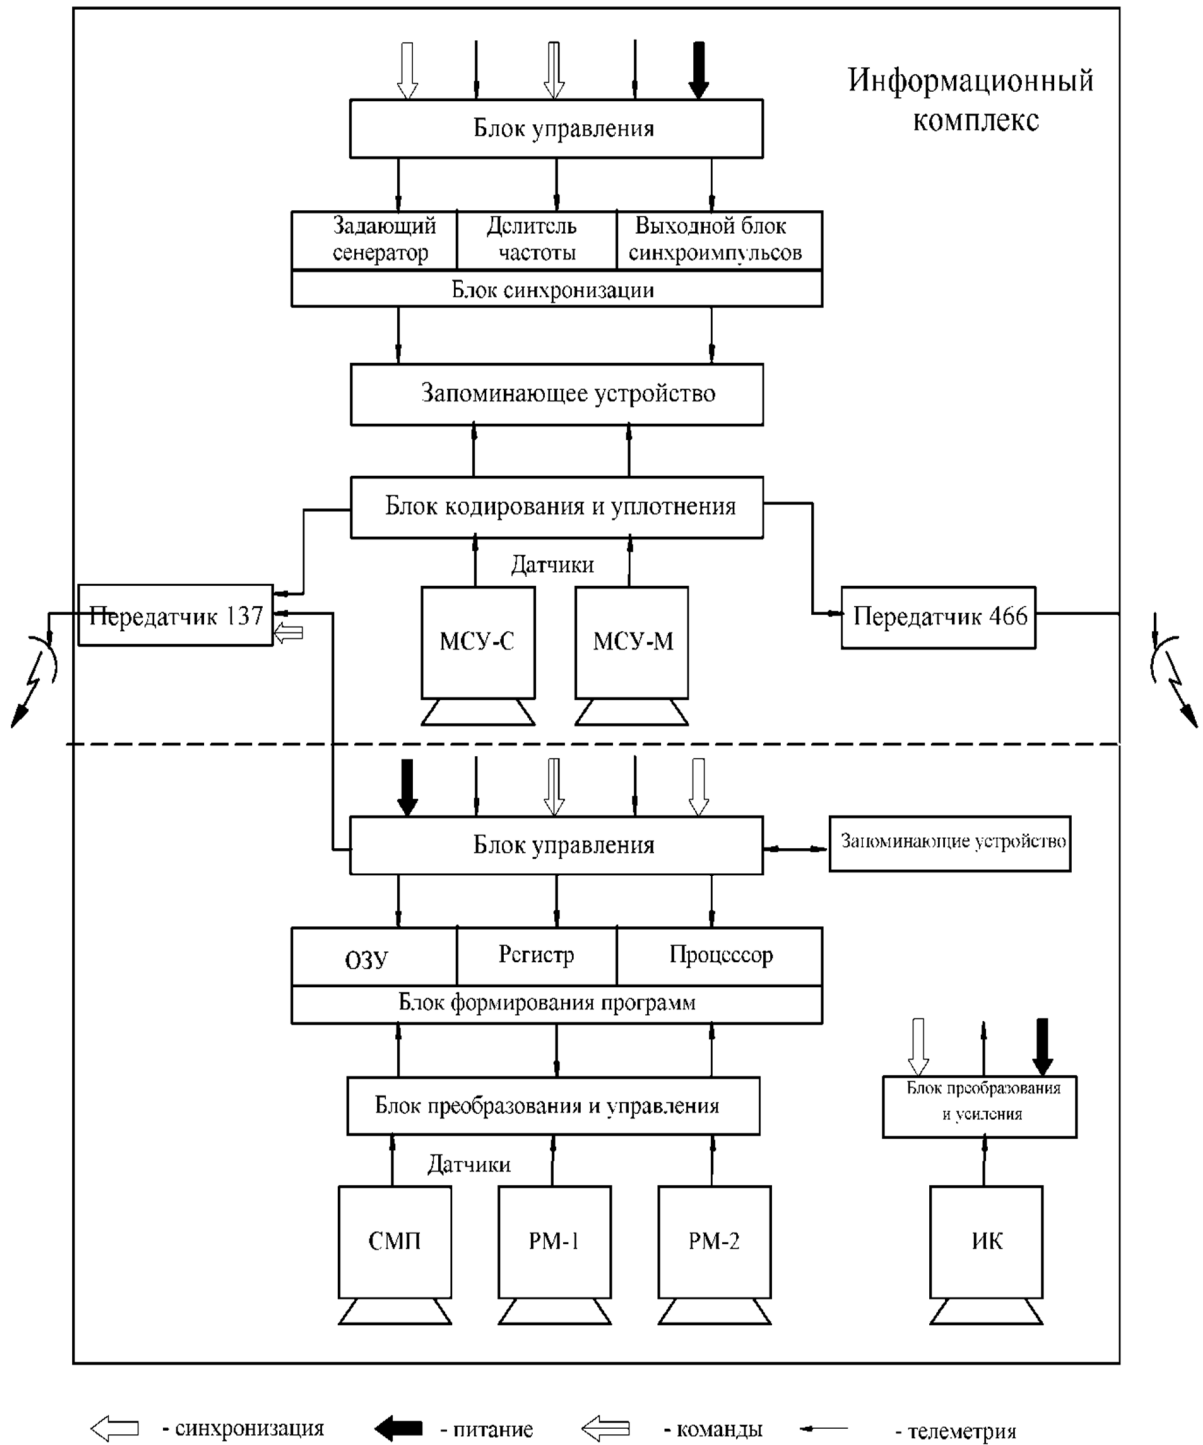 Информационный
комплекс
Блок управления
Задающий
сенератор
Делитель
частоты
Выходной блок
синхроимпульсов
Блок синхронизации
Запоминающее устройство
Блок кодирования и уплотнения
Датчики
Передатчик 137
МСУ-С
МСУ-М
Передатчик 466
Блок управления
Запоминающие устройство
ОЗУ
Регистр
Процессор
Блок формирования программ
Блок преобразования и управления
Блок преобразования
и усиления
Датчики
СМП
РМ-1
РМ-2
ИК
- синхронизация
- питание
- команды
- телеметрия